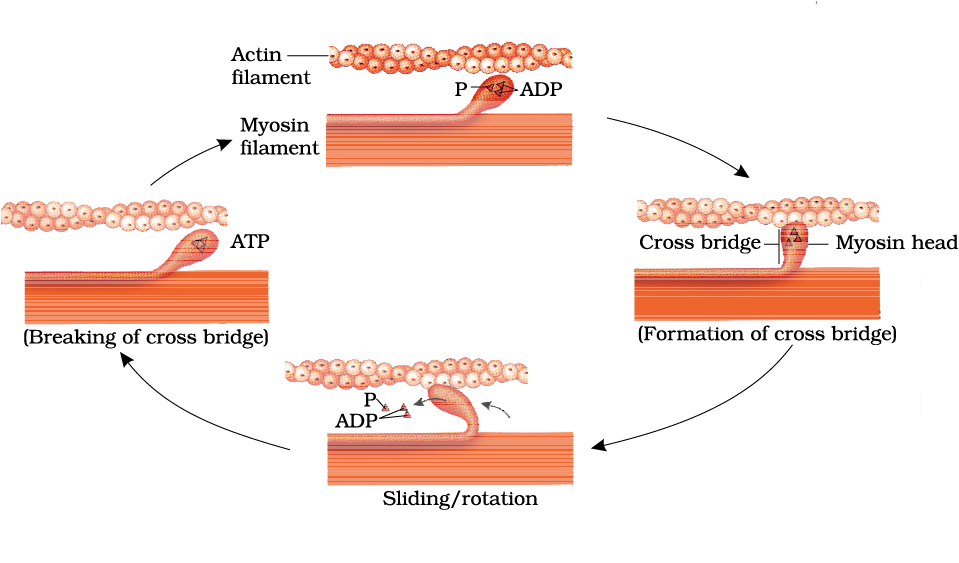 Actin
filament
P
ADP
Myosin
filament
ATP
(Breaking of cross bridge)
Cross bridge
Myosin head
(Formation of cross bridge)
P
ADP
Sliding/rotation